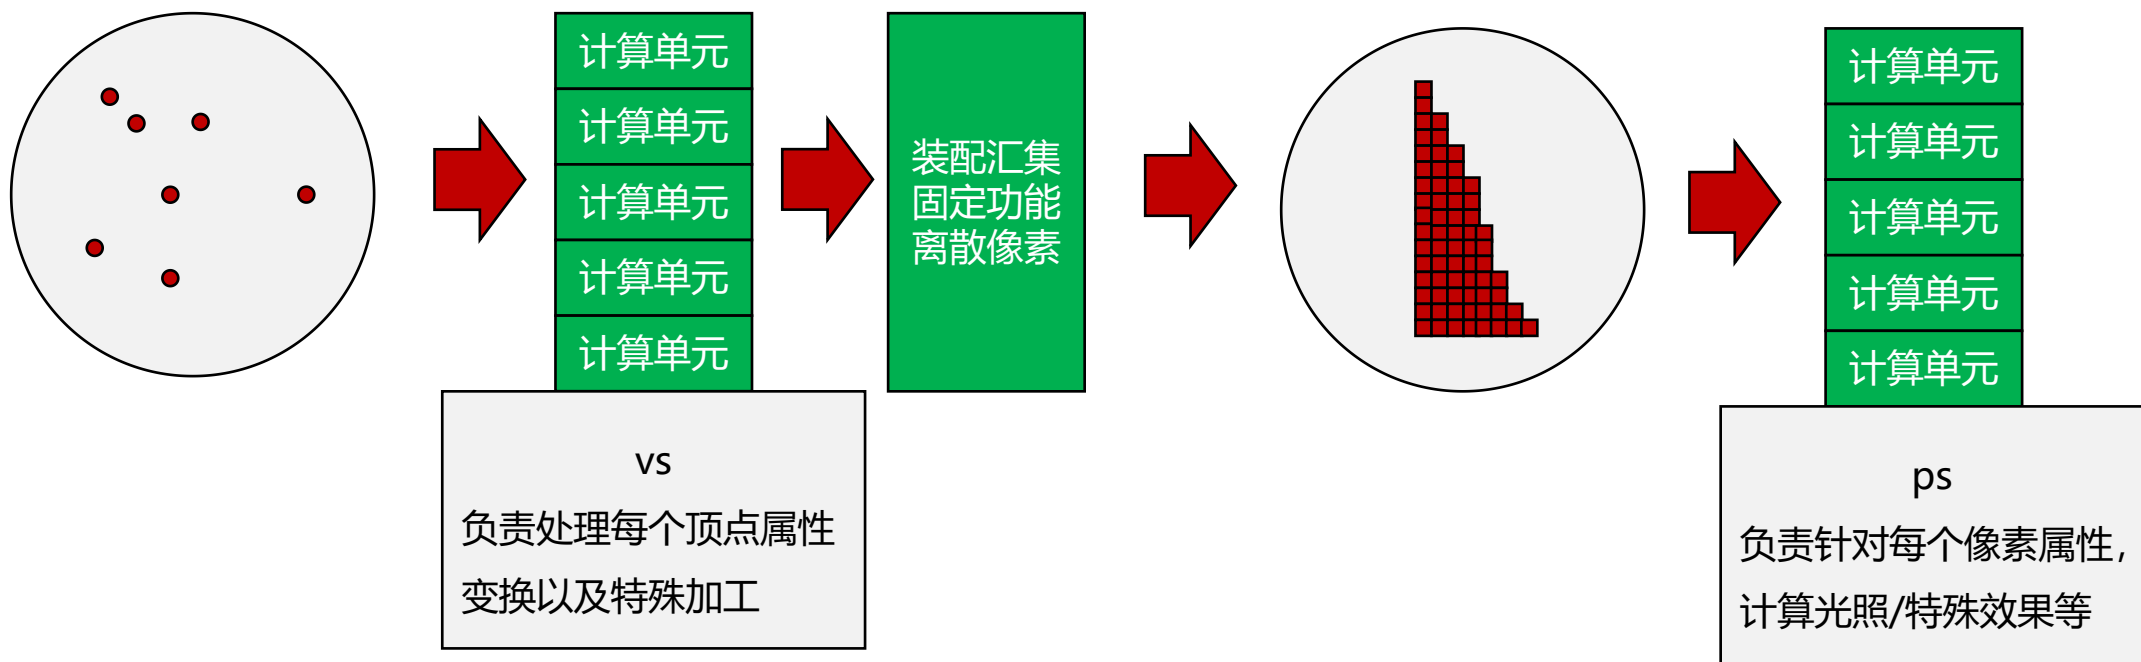 计算单元
计算单元
计算单元
计算单元
计算单元
vs
负责处理每个顶点属性
变换以及特殊加工
装配汇集
固定功能
离散像素
计算单元
计算单元
计算单元
计算单元
计算单元
ps
负责针对每个像素属性,
计算光照/特殊效果等